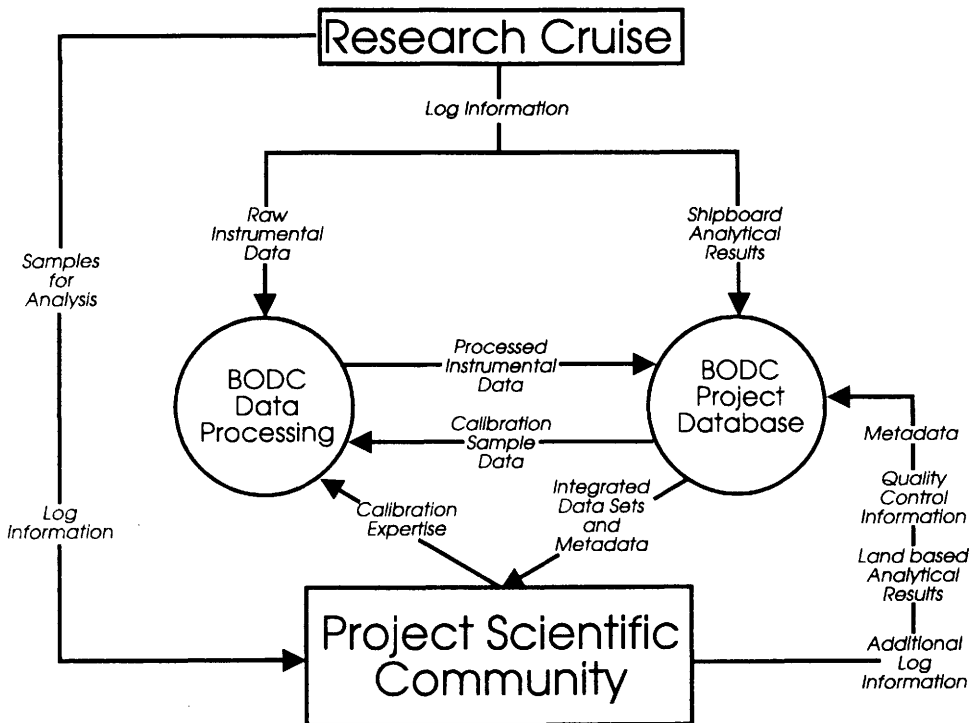 Research Cruise
Log Information
Raw
Instrumental
Data
Shipboard
Analytical
Results
Samples
for
Analysis
BODC
Data
Processing
Processed
Instrumental
Data
BODC
Project
Database
Calibration
Sample
Data
Metadata
Quality
Control
Information
Calibration
Expertise
Integrated
Data Sets
and
Metadata
Log
Information
Land based
Analytical
Results
Project Scientific
Community
Additional
Log
Information